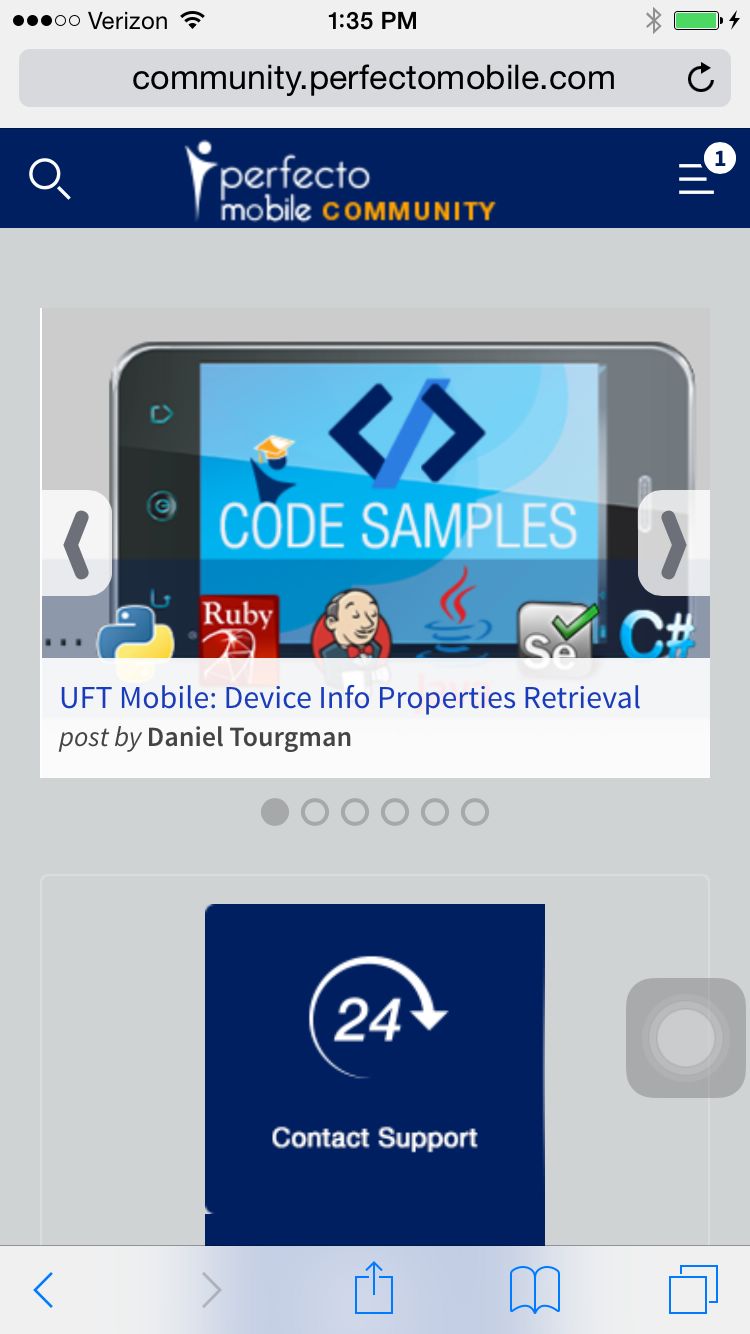 Verizon
1:35 PM
community.perfectomobile.com
1
perfecto
mobile COMMUNITY
CODE SAMPLES
...
Ruby
Se
C#
UFT Mobile: Device Info Properties Retrieval
post by Daniel Tourgman
24
Contact Support